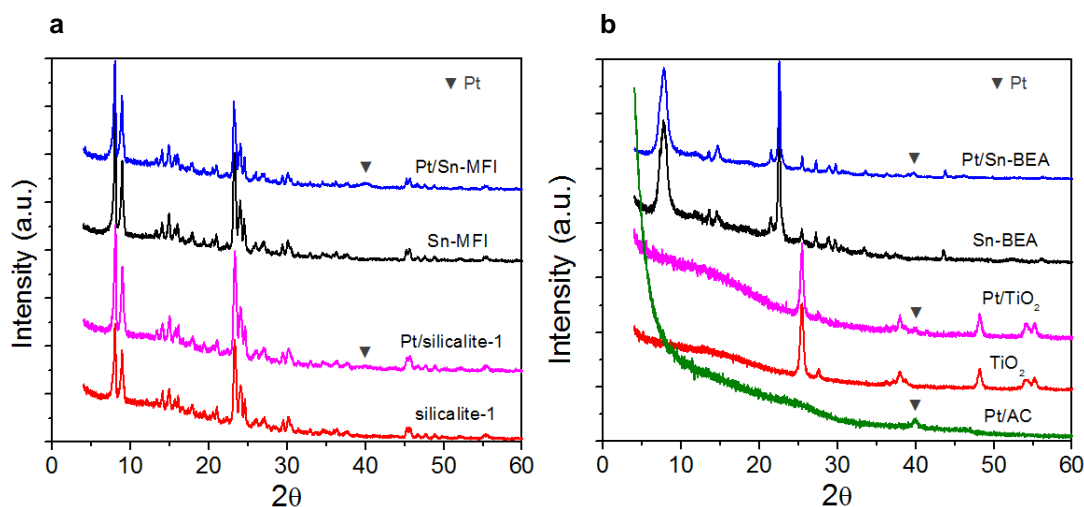 a
▼ Pt
Pt/Sn-MFI
Sn-MFI
Pt/silicalite-1
silicalite-1
Intensity (a.u.)
0 10 20 30 40 50 60
2θ
b
▼ Pt
Pt/Sn-BEA
Sn-BEA
Pt/TiO₂
TiO₂
Pt/AC
Intensity (a.u.)
0 10 20 30 40 50 60
2θ